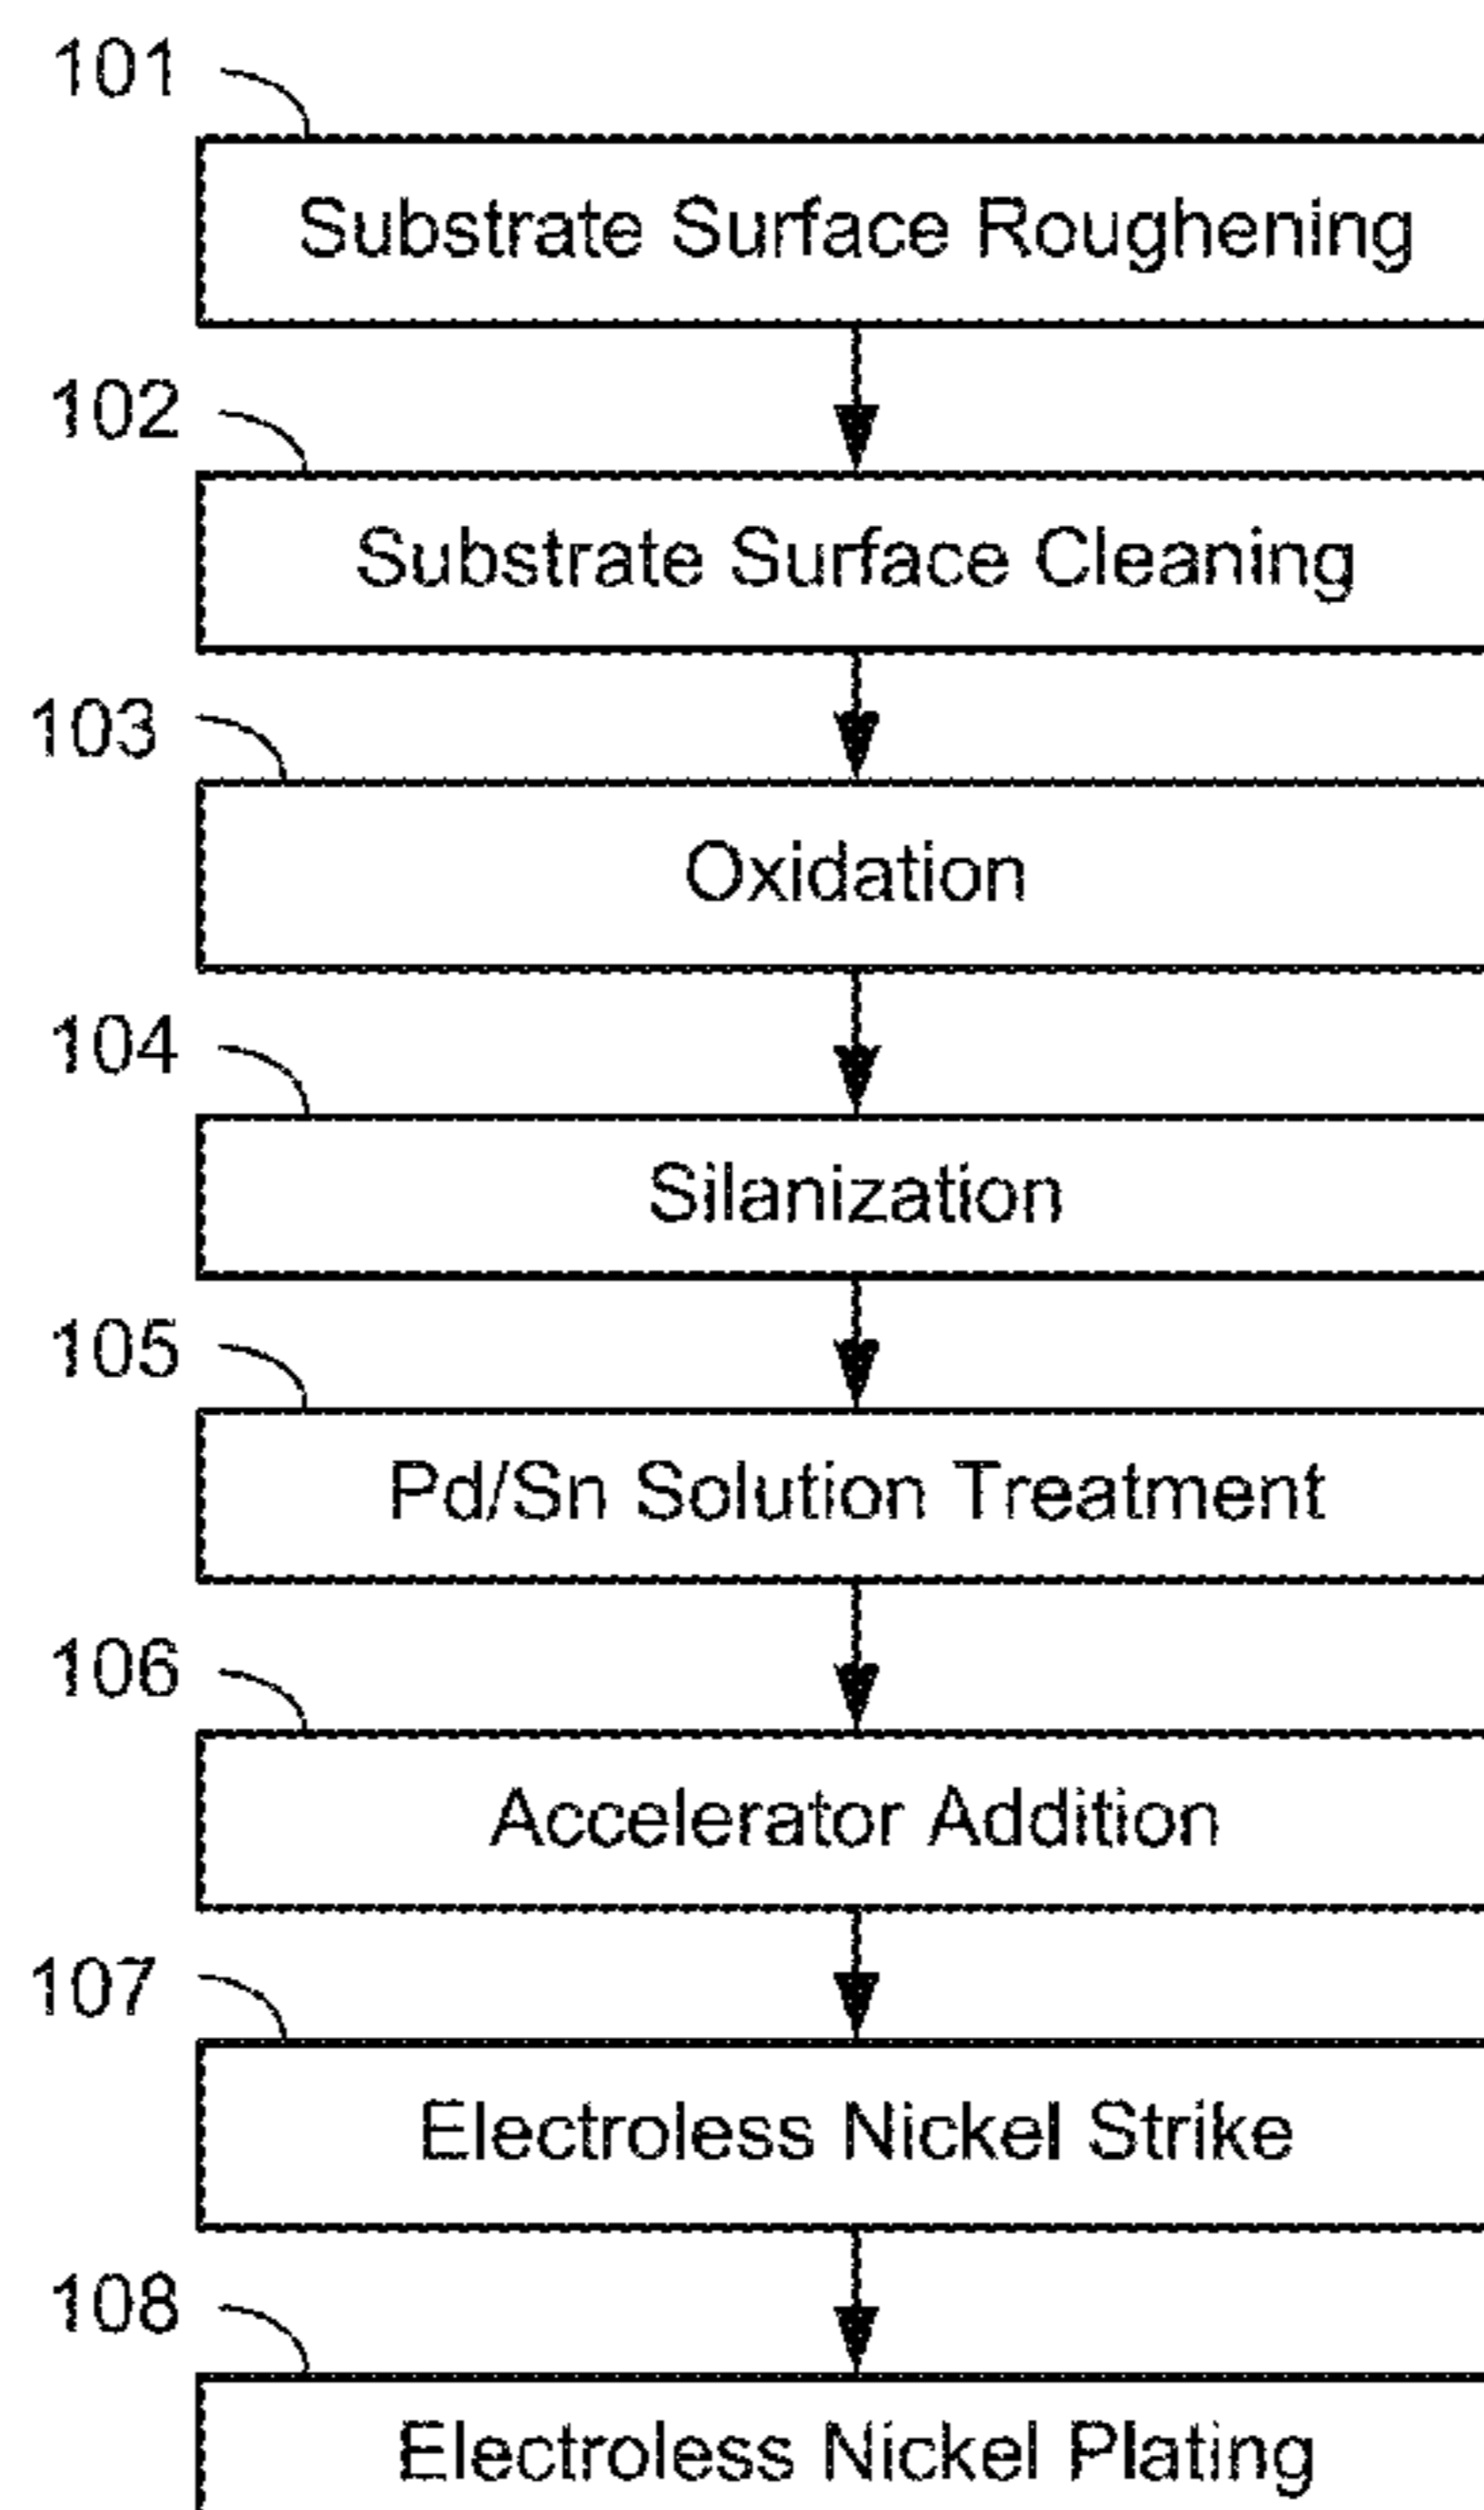 101
Substrate Surface Roughening
102
Substrate Surface Cleaning
103
Oxidation
104
Silanization
105
Pd/Sn Solution Treatment
106
Accelerator Addition
107
Electroless Nickel Strike
108
Electroless Nickel Plating